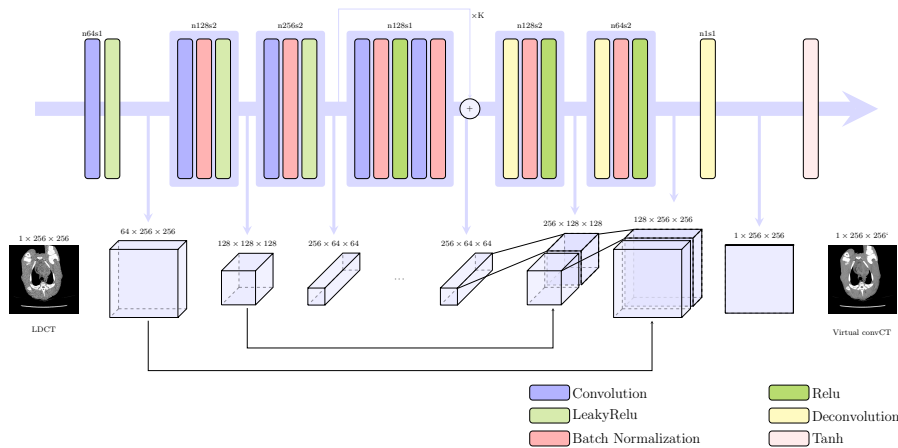 ×K
n64s1
n128s2
n256s2
n128s1
n128s2
n64s2
n1s1
+
1 × 256 × 256
64 × 256 × 256
128 × 128 × 128
256 × 64 × 64
...
256 × 64 × 64
256 × 128 × 128
128 × 256 × 256
1 × 256 × 256
1 × 256 × 256'
LDCT
Virtual convCT
Convolution
LeakyRelu
Batch Normalization
Relu
Deconvolution
Tanh